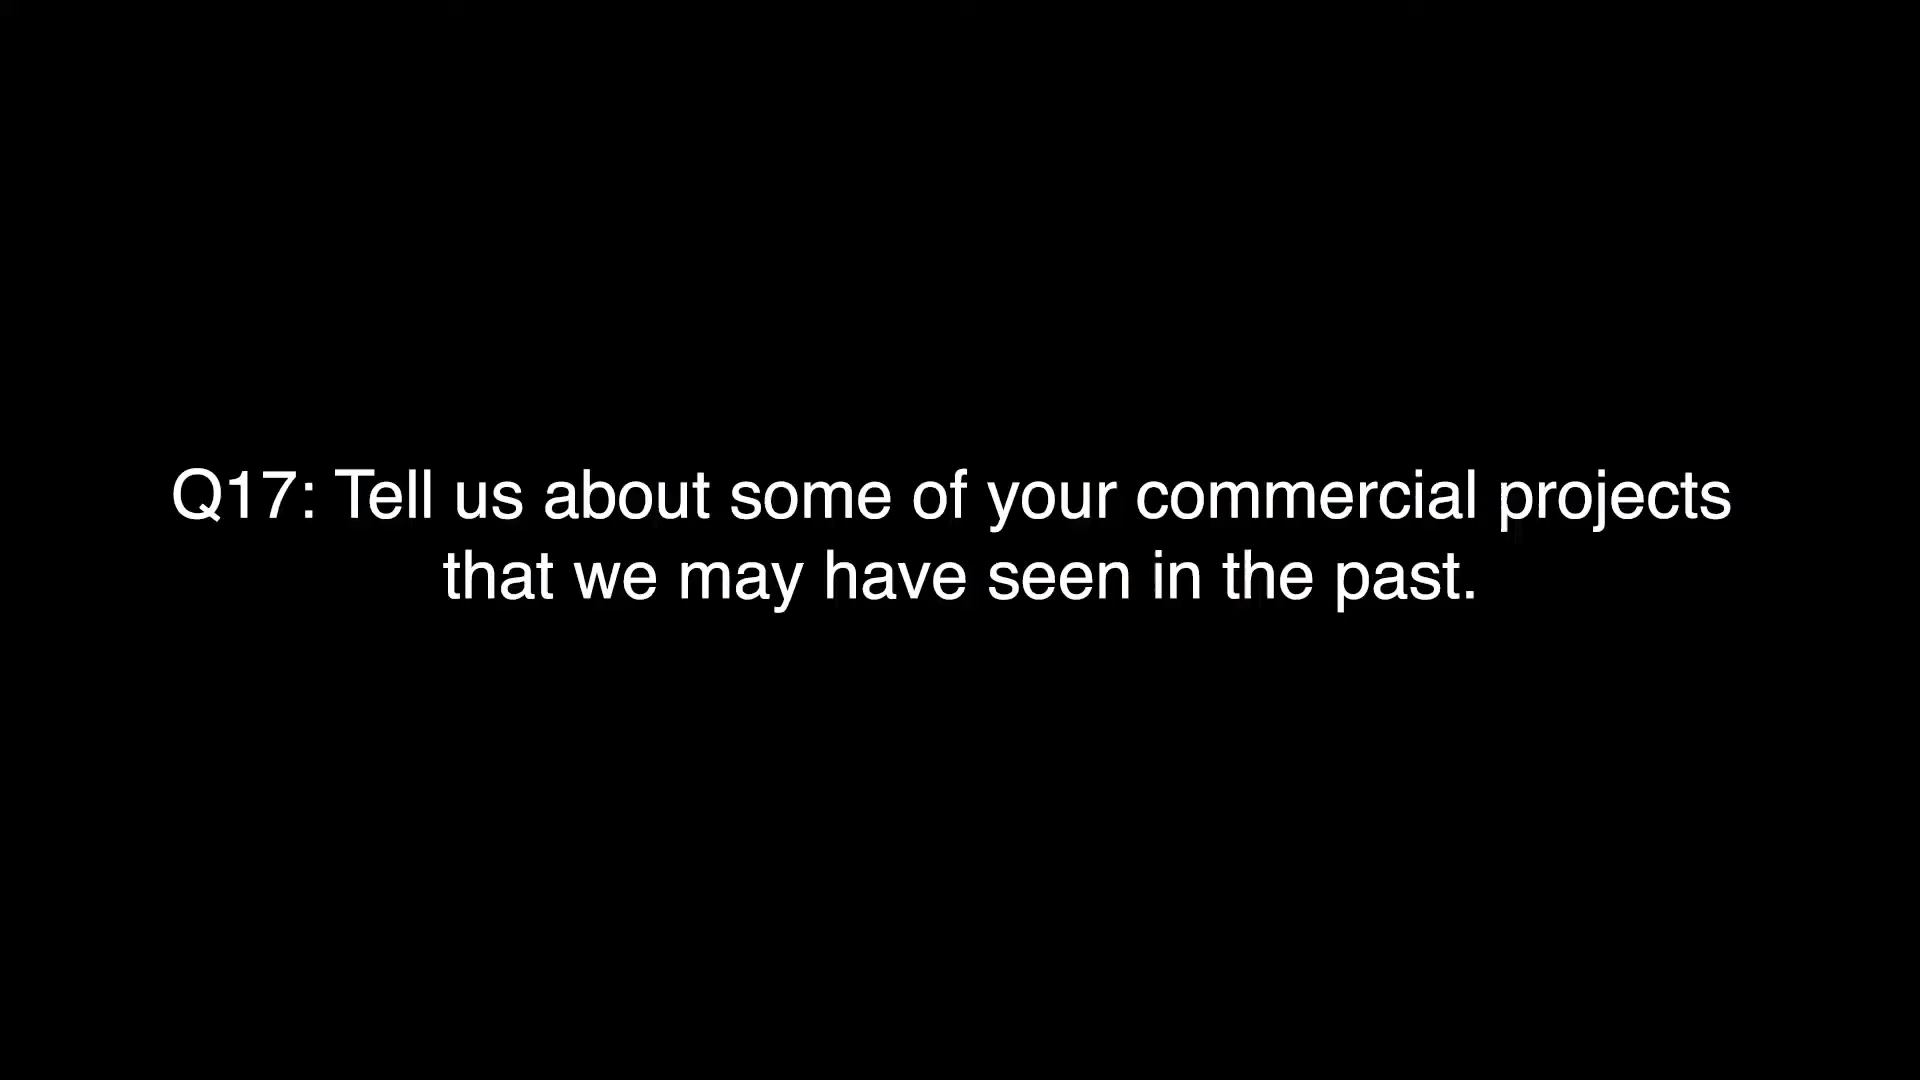 Q17: Tell us about some of your commercial projects
that we may have seen in the past.